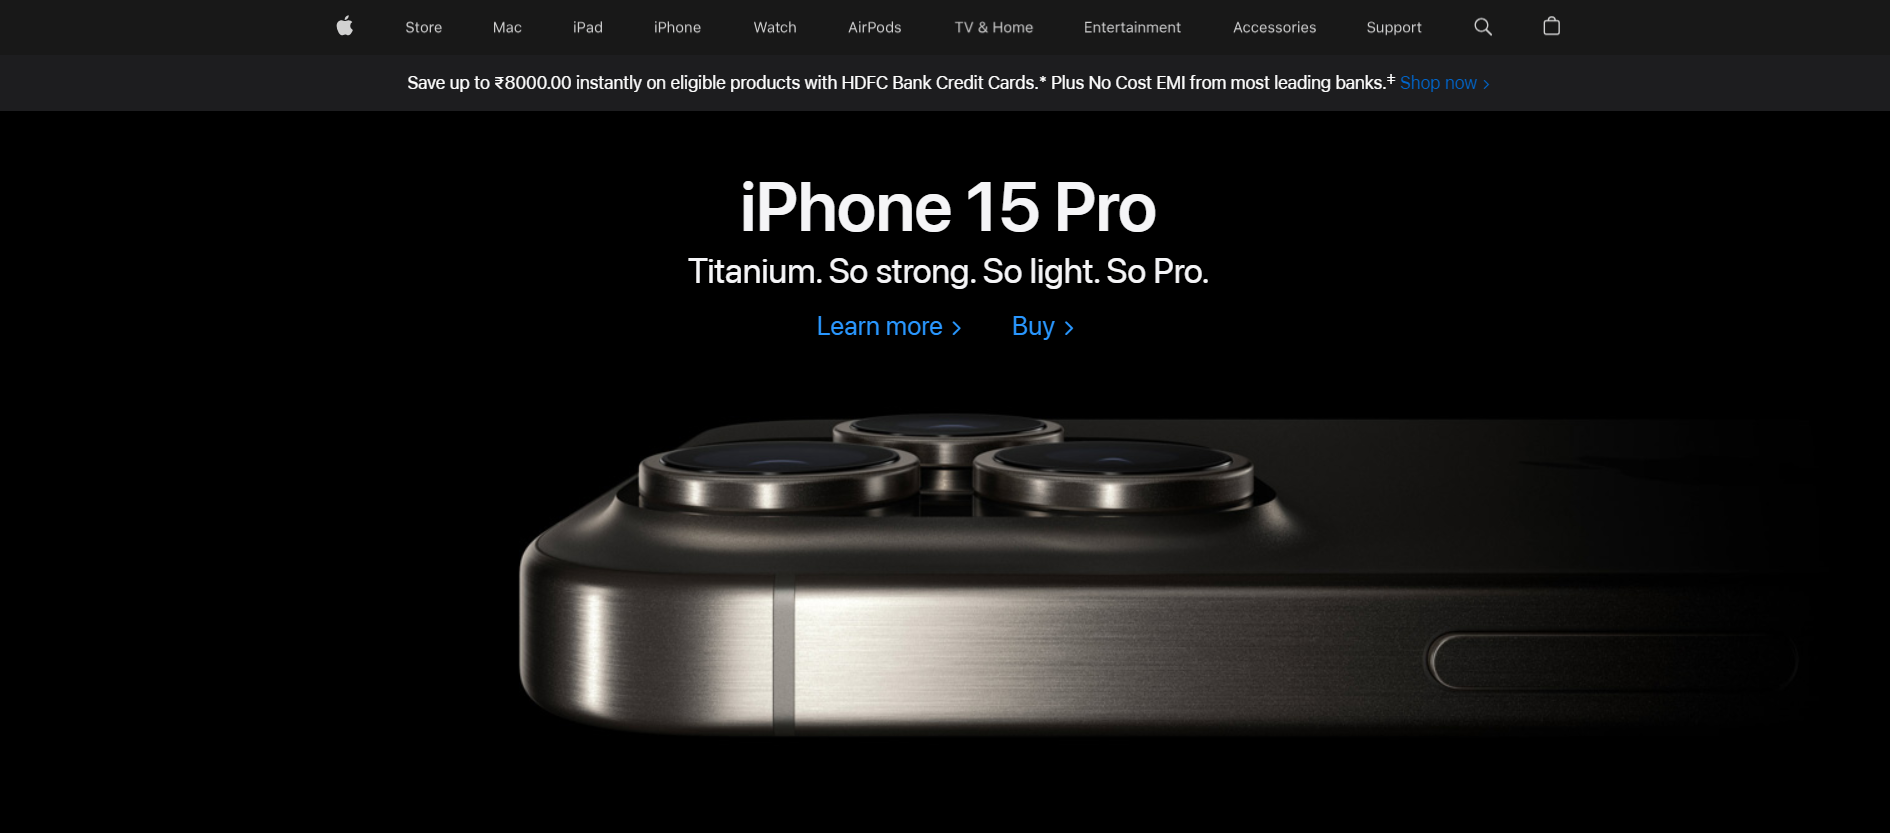 Store Mac iPad iPhone Watch AirPods TV & Home Entertainment Accessories Support
Save up to ₹8000.00 instantly on eligible products with HDFC Bank Credit Cards.* Plus No Cost EMI from most leading banks.‡ Shop now >
iPhone 15 Pro
Titanium. So strong. So light. So Pro.
Learn more > Buy >